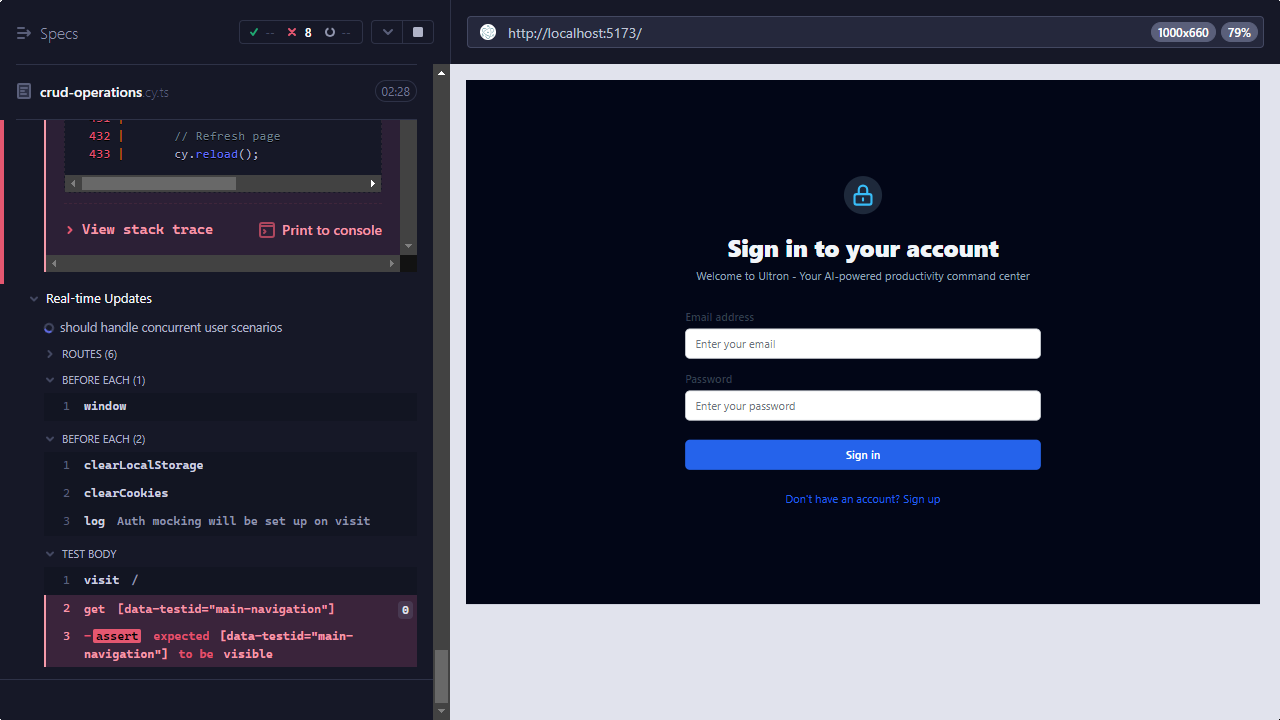 Specs
--
8
--
http://localhost:5173/
1000x660
79%
crud-operations.cy.ts
02:28
431 |
432 | // Refresh page
433 | cy.reload();
View stack trace
Print to console
Real-time Updates
should handle concurrent user scenarios
ROUTES (6)
BEFORE EACH (1)
1 window
BEFORE EACH (2)
1 clearLocalStorage
2 clearCookies
3 log Auth mocking will be set up on visit
TEST BODY
1 visit /
2 get [data-testid="main-navigation"] 0
3 -assert expected [data-testid="main-
navigation"] to be visible
Sign in to your account
Welcome to Ultron - Your AI-powered productivity command center
Email address
Enter your email
Password
Enter your password
Sign in
Don't have an account? Sign up